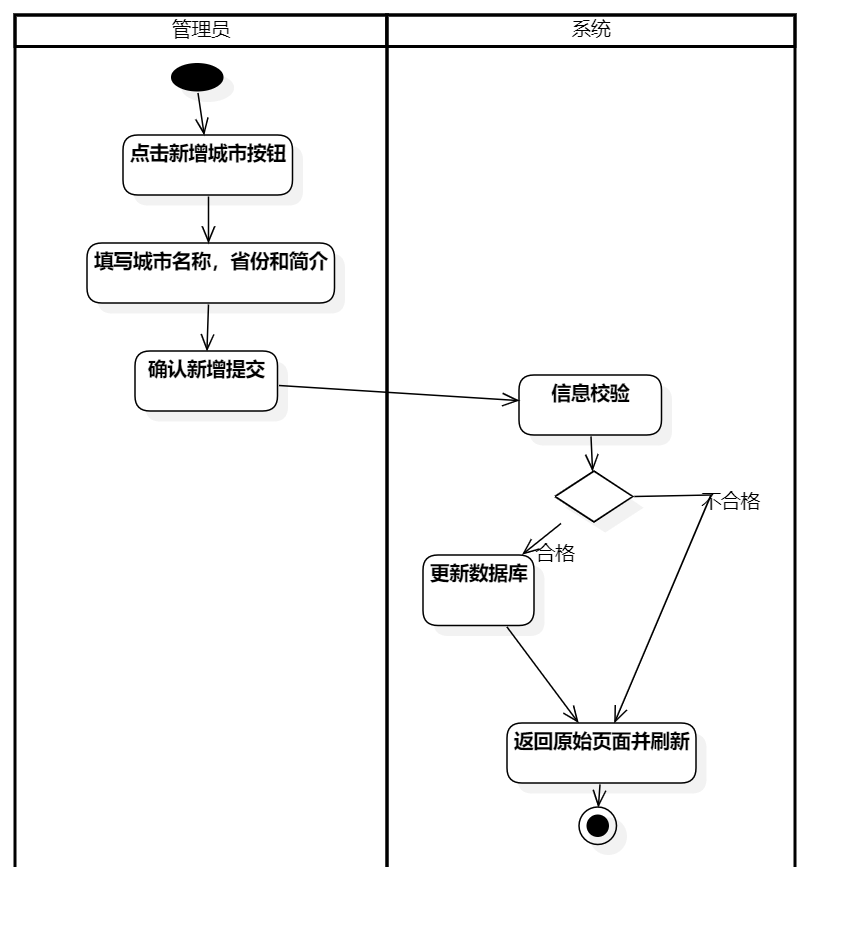 管理员
系统
点击新增城市按钮
填写城市名称，省份和简介
确认新增提交
信息校验
不合格
合格
更新数据库
返回原始页面并刷新